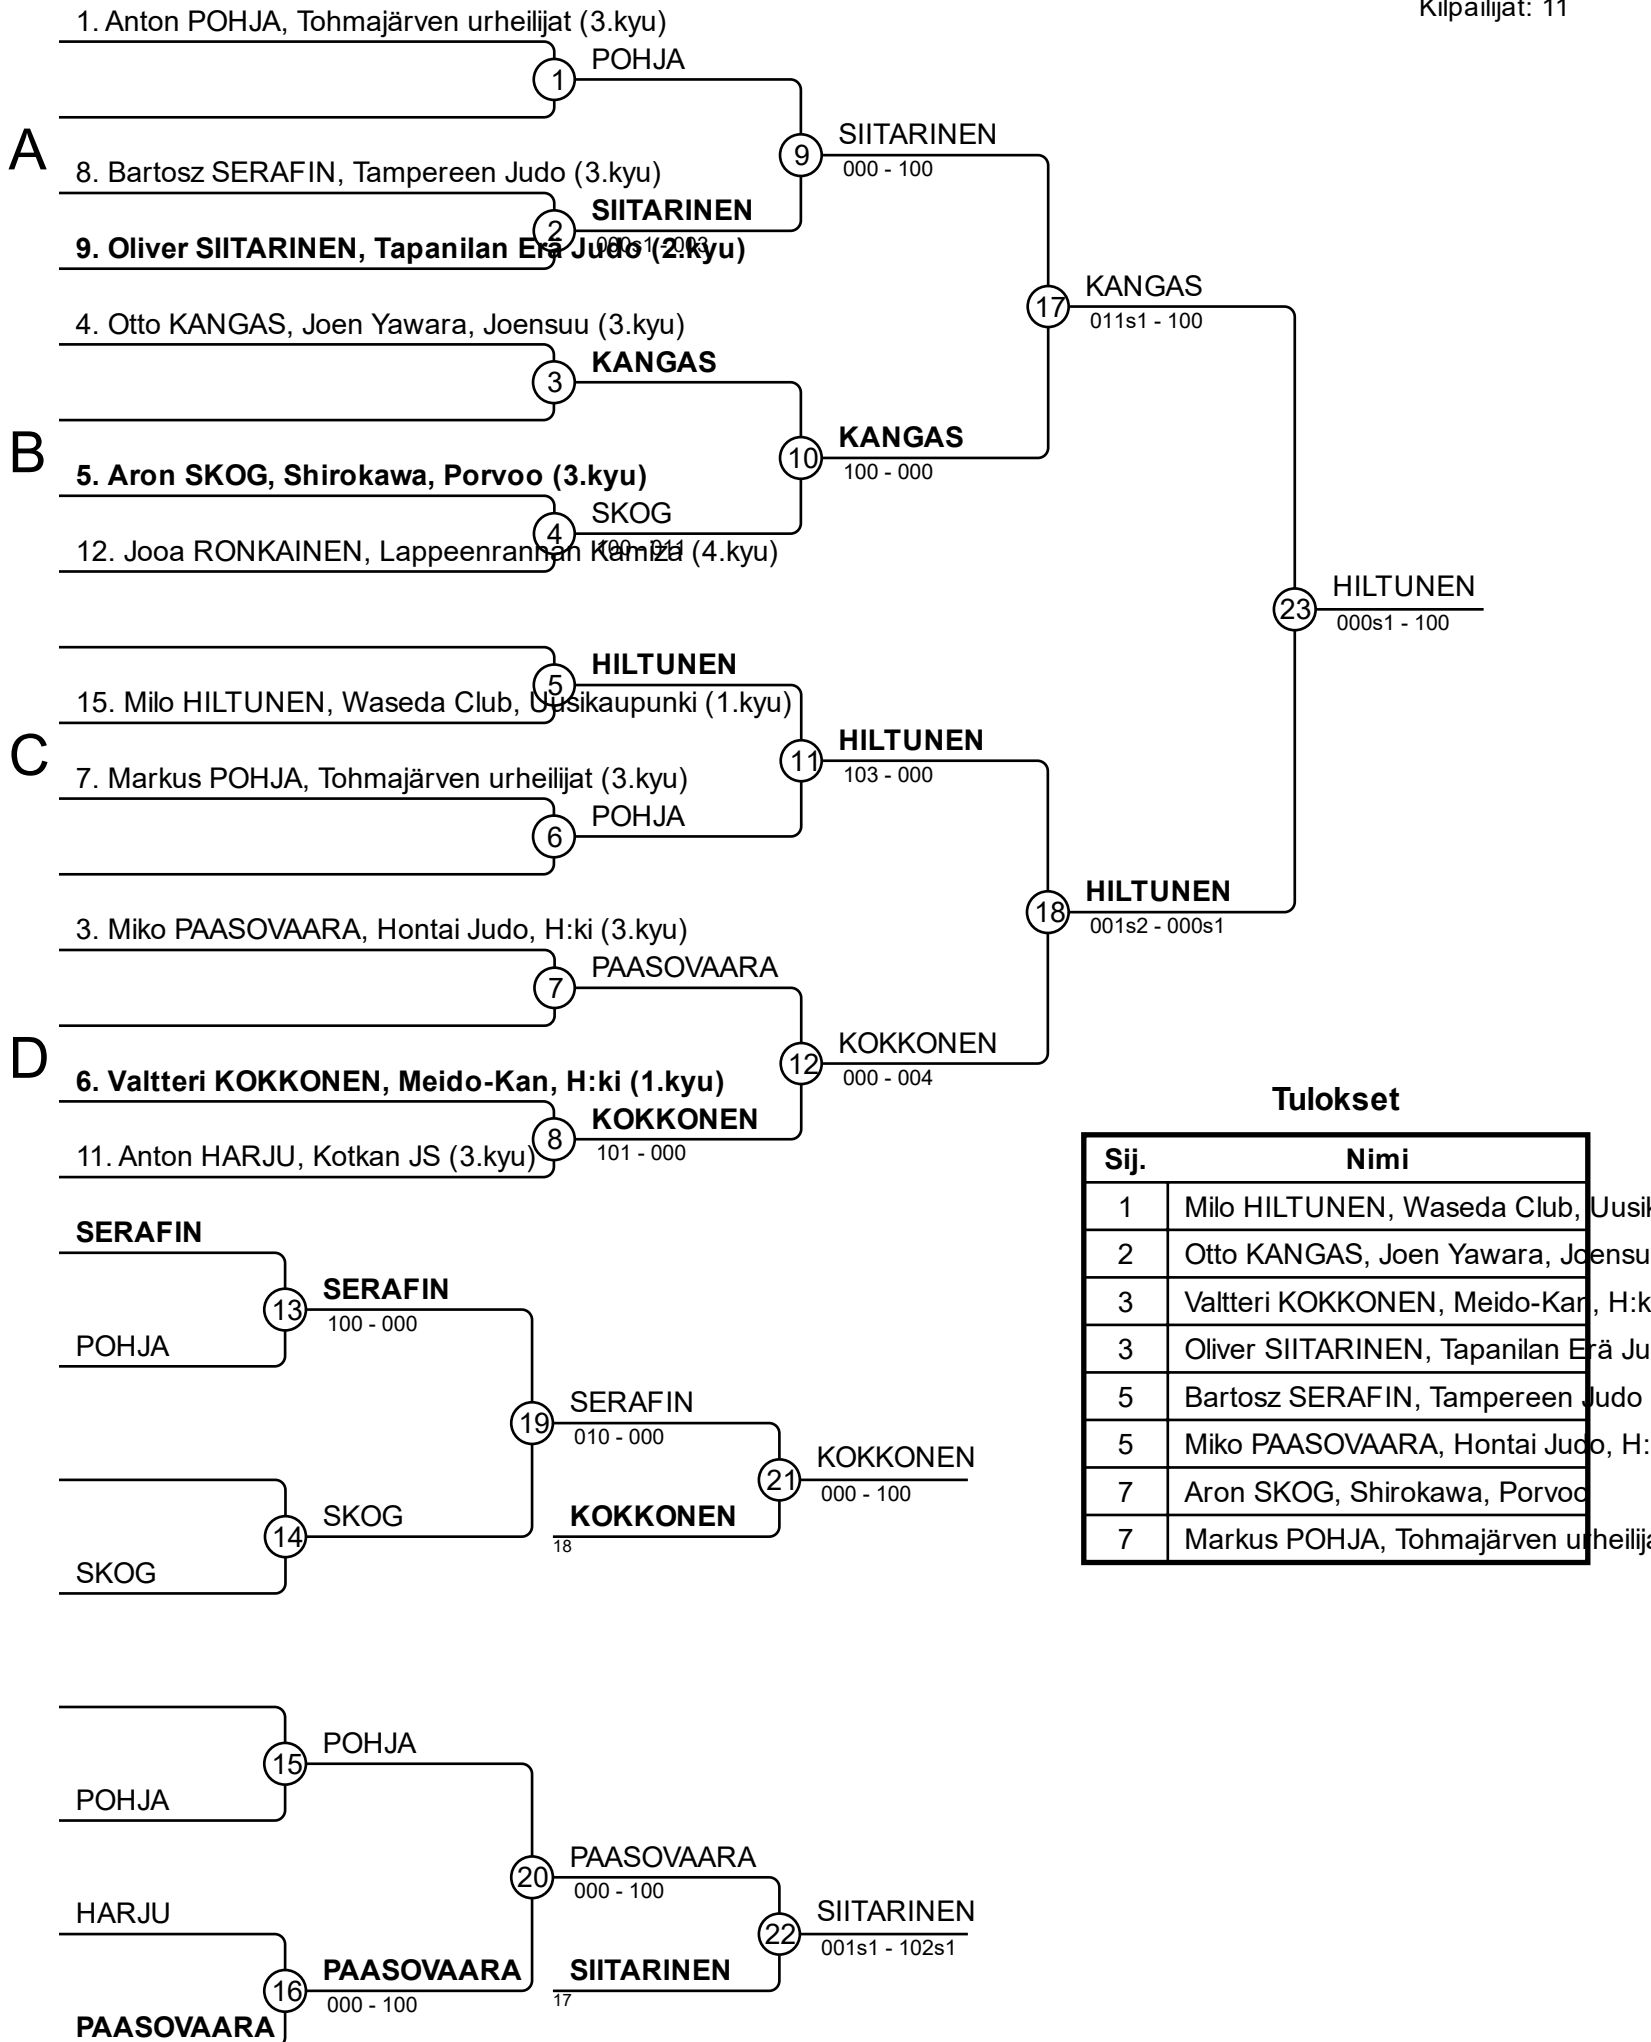 Kilpailijat: 11
1. Anton POHJA, Tohmajärven urheilijat (3.kyu)
1
POHJA
A
8. Bartosz SERAFIN, Tampereen Judo (3.kyu)
9
SIITARINEN
000 - 100
2
SIITARINEN
000s1 - 003
9. Oliver SIITARINEN, Tapanilan Erä Judo (2.kyu)
17
KANGAS
011s1 - 100
4. Otto KANGAS, Joen Yawara, Joensuu (3.kyu)
3
KANGAS
B
10
KANGAS
100 - 000
5. Aron SKOG, Shirokawa, Porvoo (3.kyu)
4
SKOG
100 - 011
12. Jooa RONKAINEN, Lappeenrannan Kamiza (4.kyu)
23
HILTUNEN
000s1 - 100
5
HILTUNEN
15. Milo HILTUNEN, Waseda Club, Uusikaupunki (1.kyu)
C
11
HILTUNEN
103 - 000
7. Markus POHJA, Tohmajärven urheilijat (3.kyu)
6
POHJA
18
HILTUNEN
001s2 - 000s1
3. Miko PAASOVAARA, Hontai Judo, H:ki (3.kyu)
7
PAASOVAARA
D
12
KOKKONEN
000 - 004
6. Valtteri KOKKONEN, Meido-Kan, H:ki (1.kyu)
8
KOKKONEN
101 - 000
11. Anton HARJU, Kotkan JS (3.kyu)
SERAFIN
13
SERAFIN
100 - 000
POHJA
19
SERAFIN
010 - 000
14
SKOG
SKOG
21
KOKKONEN
000 - 100
KOKKONEN
18
15
POHJA
POHJA
20
PAASOVAARA
000 - 100
HARJU
16
PAASOVAARA
000 - 100
PAASOVAARA
22
SIITARINEN
001s1 - 102s1
SIITARINEN
17
Tulokset
Sij. Nimi
1 Milo HILTUNEN, Waseda Club, Uusik
2 Otto KANGAS, Joen Yawara, Joensu
3 Valtteri KOKKONEN, Meido-Kan, H:k
3 Oliver SIITARINEN, Tapanilan Erä Ju
5 Bartosz SERAFIN, Tampereen Judo
5 Miko PAASOVAARA, Hontai Judo, H:
7 Aron SKOG, Shirokawa, Porvoo
7 Markus POHJA, Tohmajärven urheilija